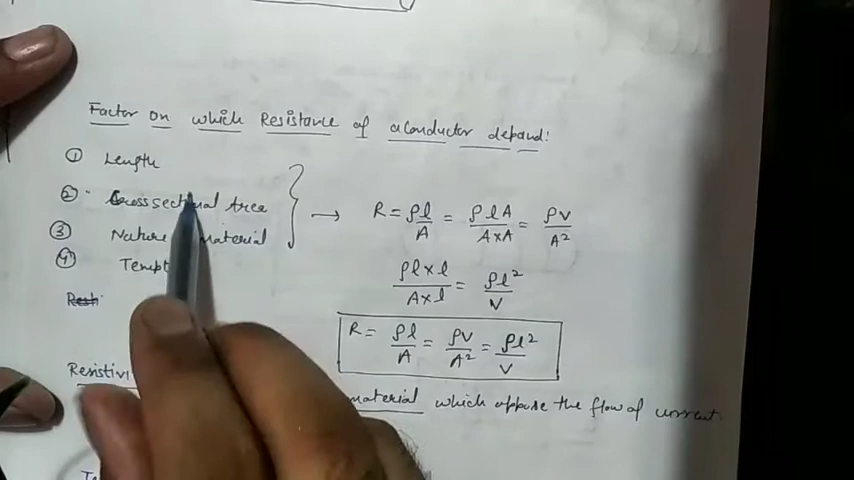 Factor on which Resistance of a conductor depend:
① Length
② Cross sectional Area
③ Nature material
④ Tempt
R = ρl/A = ρlA/A×A = ρV/A²
ρl×l/A×l = ρl²/V
R = ρl/A = ρV/A² = ρl²/V
Resistivi
material which oppose the flow of current.